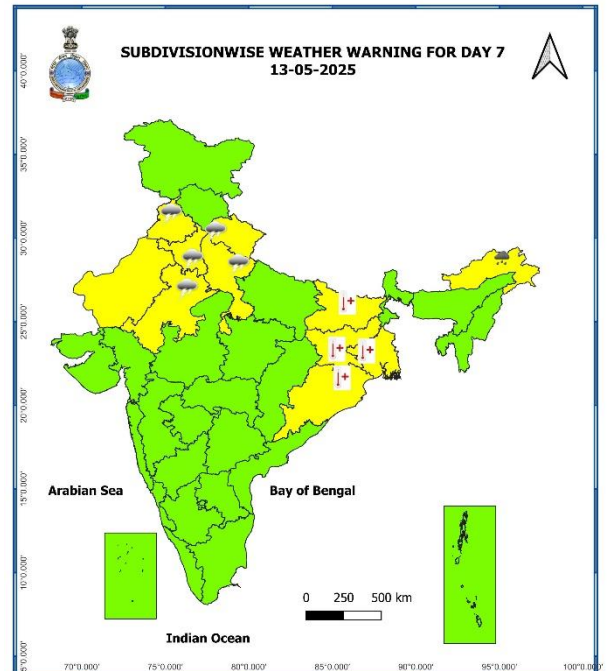 SUBDIVISIONWISE WEATHER WARNING FOR DAY 7
13-05-2025
40°0.000'
35°0.000'
30°0.000'
25°0.000'
20°0.000'
15°0.000'
10°0.000'
5°0.000'
Arabian Sea
Bay of Bengal
0 250 500 km
Indian Ocean
70°0.000' 75°0.000' 80°0.000' 85°0.000' 90°0.000' 95°0.000' 100°0.000'